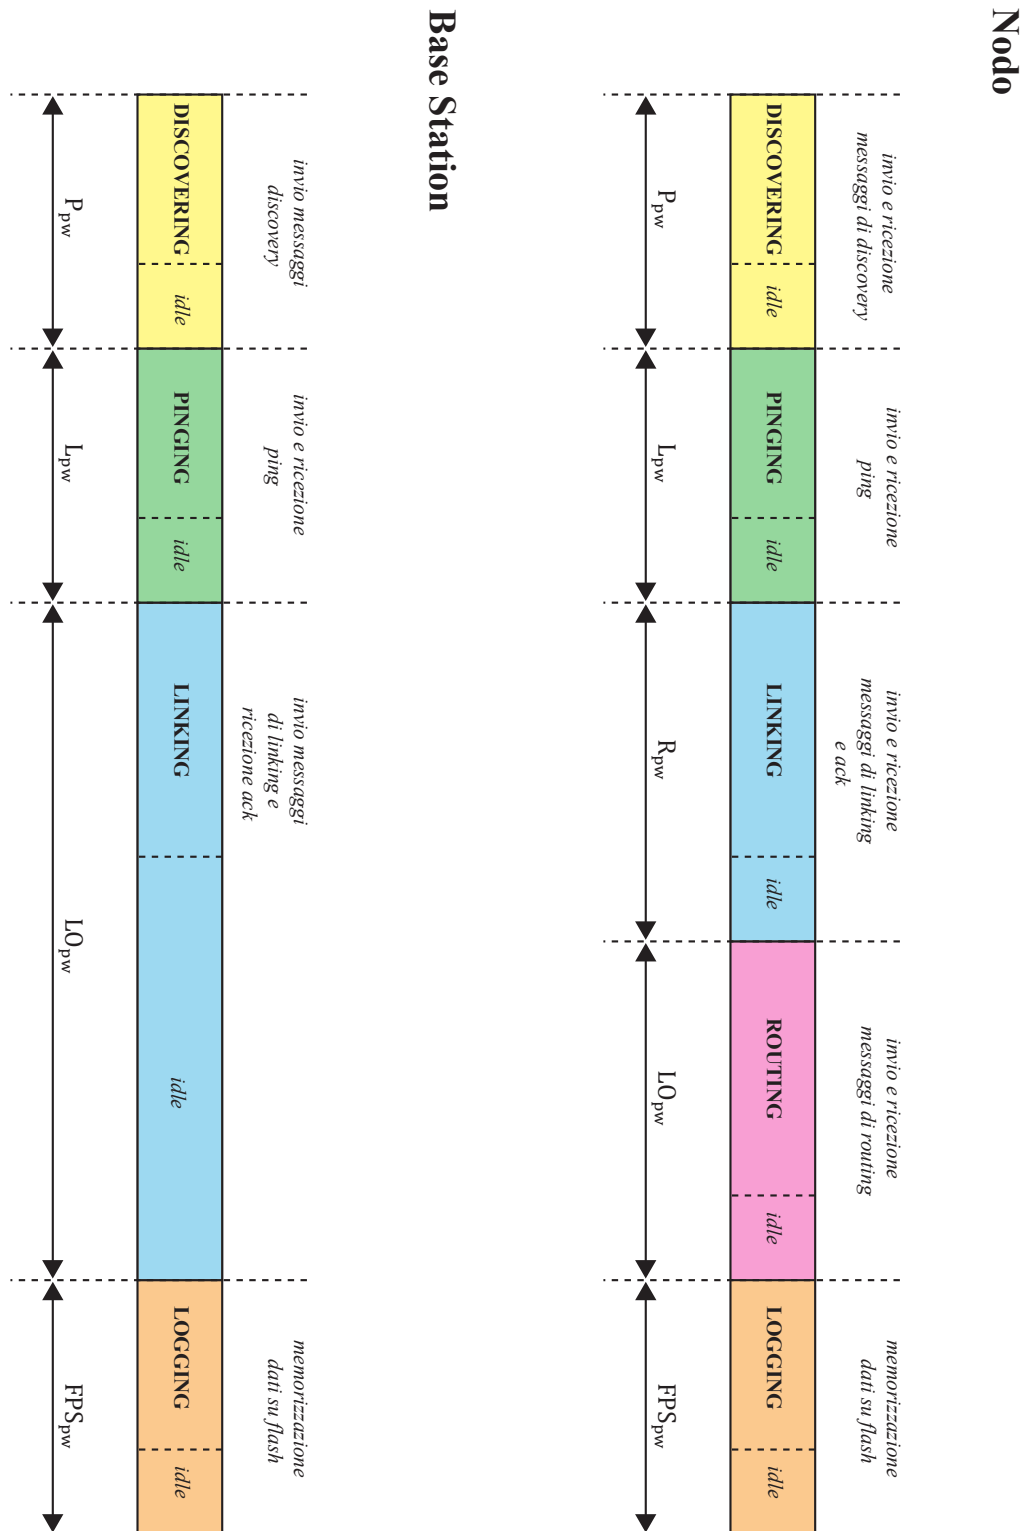 Nodo
invio e ricezione
messaggi di discovery
invio e ricezione
ping
invio e ricezione
messaggi di linking
e ack
invio e ricezione
messaggi di routing
memorizzazione
dati su flash
DISCOVERING
idle
PINGING
idle
LINKING
idle
ROUTING
idle
LOGGING
idle
Ppw
Lpw
Rpw
LOpw
FPSpw
Base Station
invio messaggi
discovery
invio e ricezione
ping
invio messaggi
di linking e
ricezione ack
memorizzazione
dati su flash
DISCOVERING
idle
PINGING
idle
LINKING
idle
LOGGING
idle
Ppw
Lpw
LOpw
FPSpw